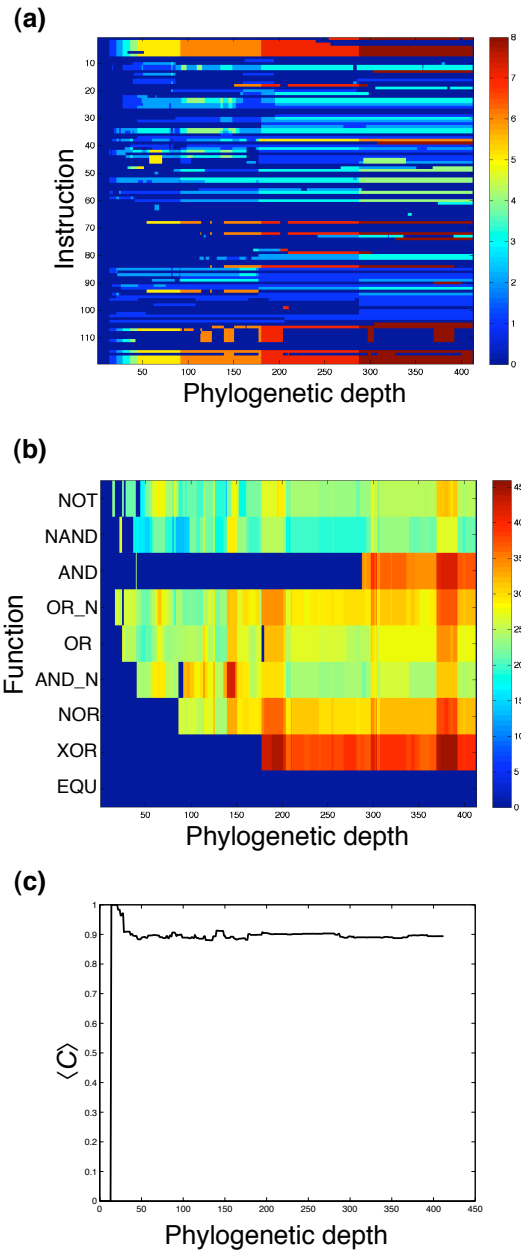 (a)
8
7
6
5
4
3
2
1
0
10
20
30
40
50
60
70
80
90
100
110
Instruction
50 100 150 200 250 300 350 400
Phylogenetic depth
(b)
NOT
NAND
AND
OR_N
OR
AND_N
NOR
XOR
EQU
Function
45
40
35
30
25
20
15
10
5
0
50 100 150 200 250 300 350 400
Phylogenetic depth
(c)
1
0.9
0.8
0.7
0.6
0.5
0.4
0.3
0.2
0.1
0
⟨C⟩
0 50 100 150 200 250 300 350 400 450
Phylogenetic depth